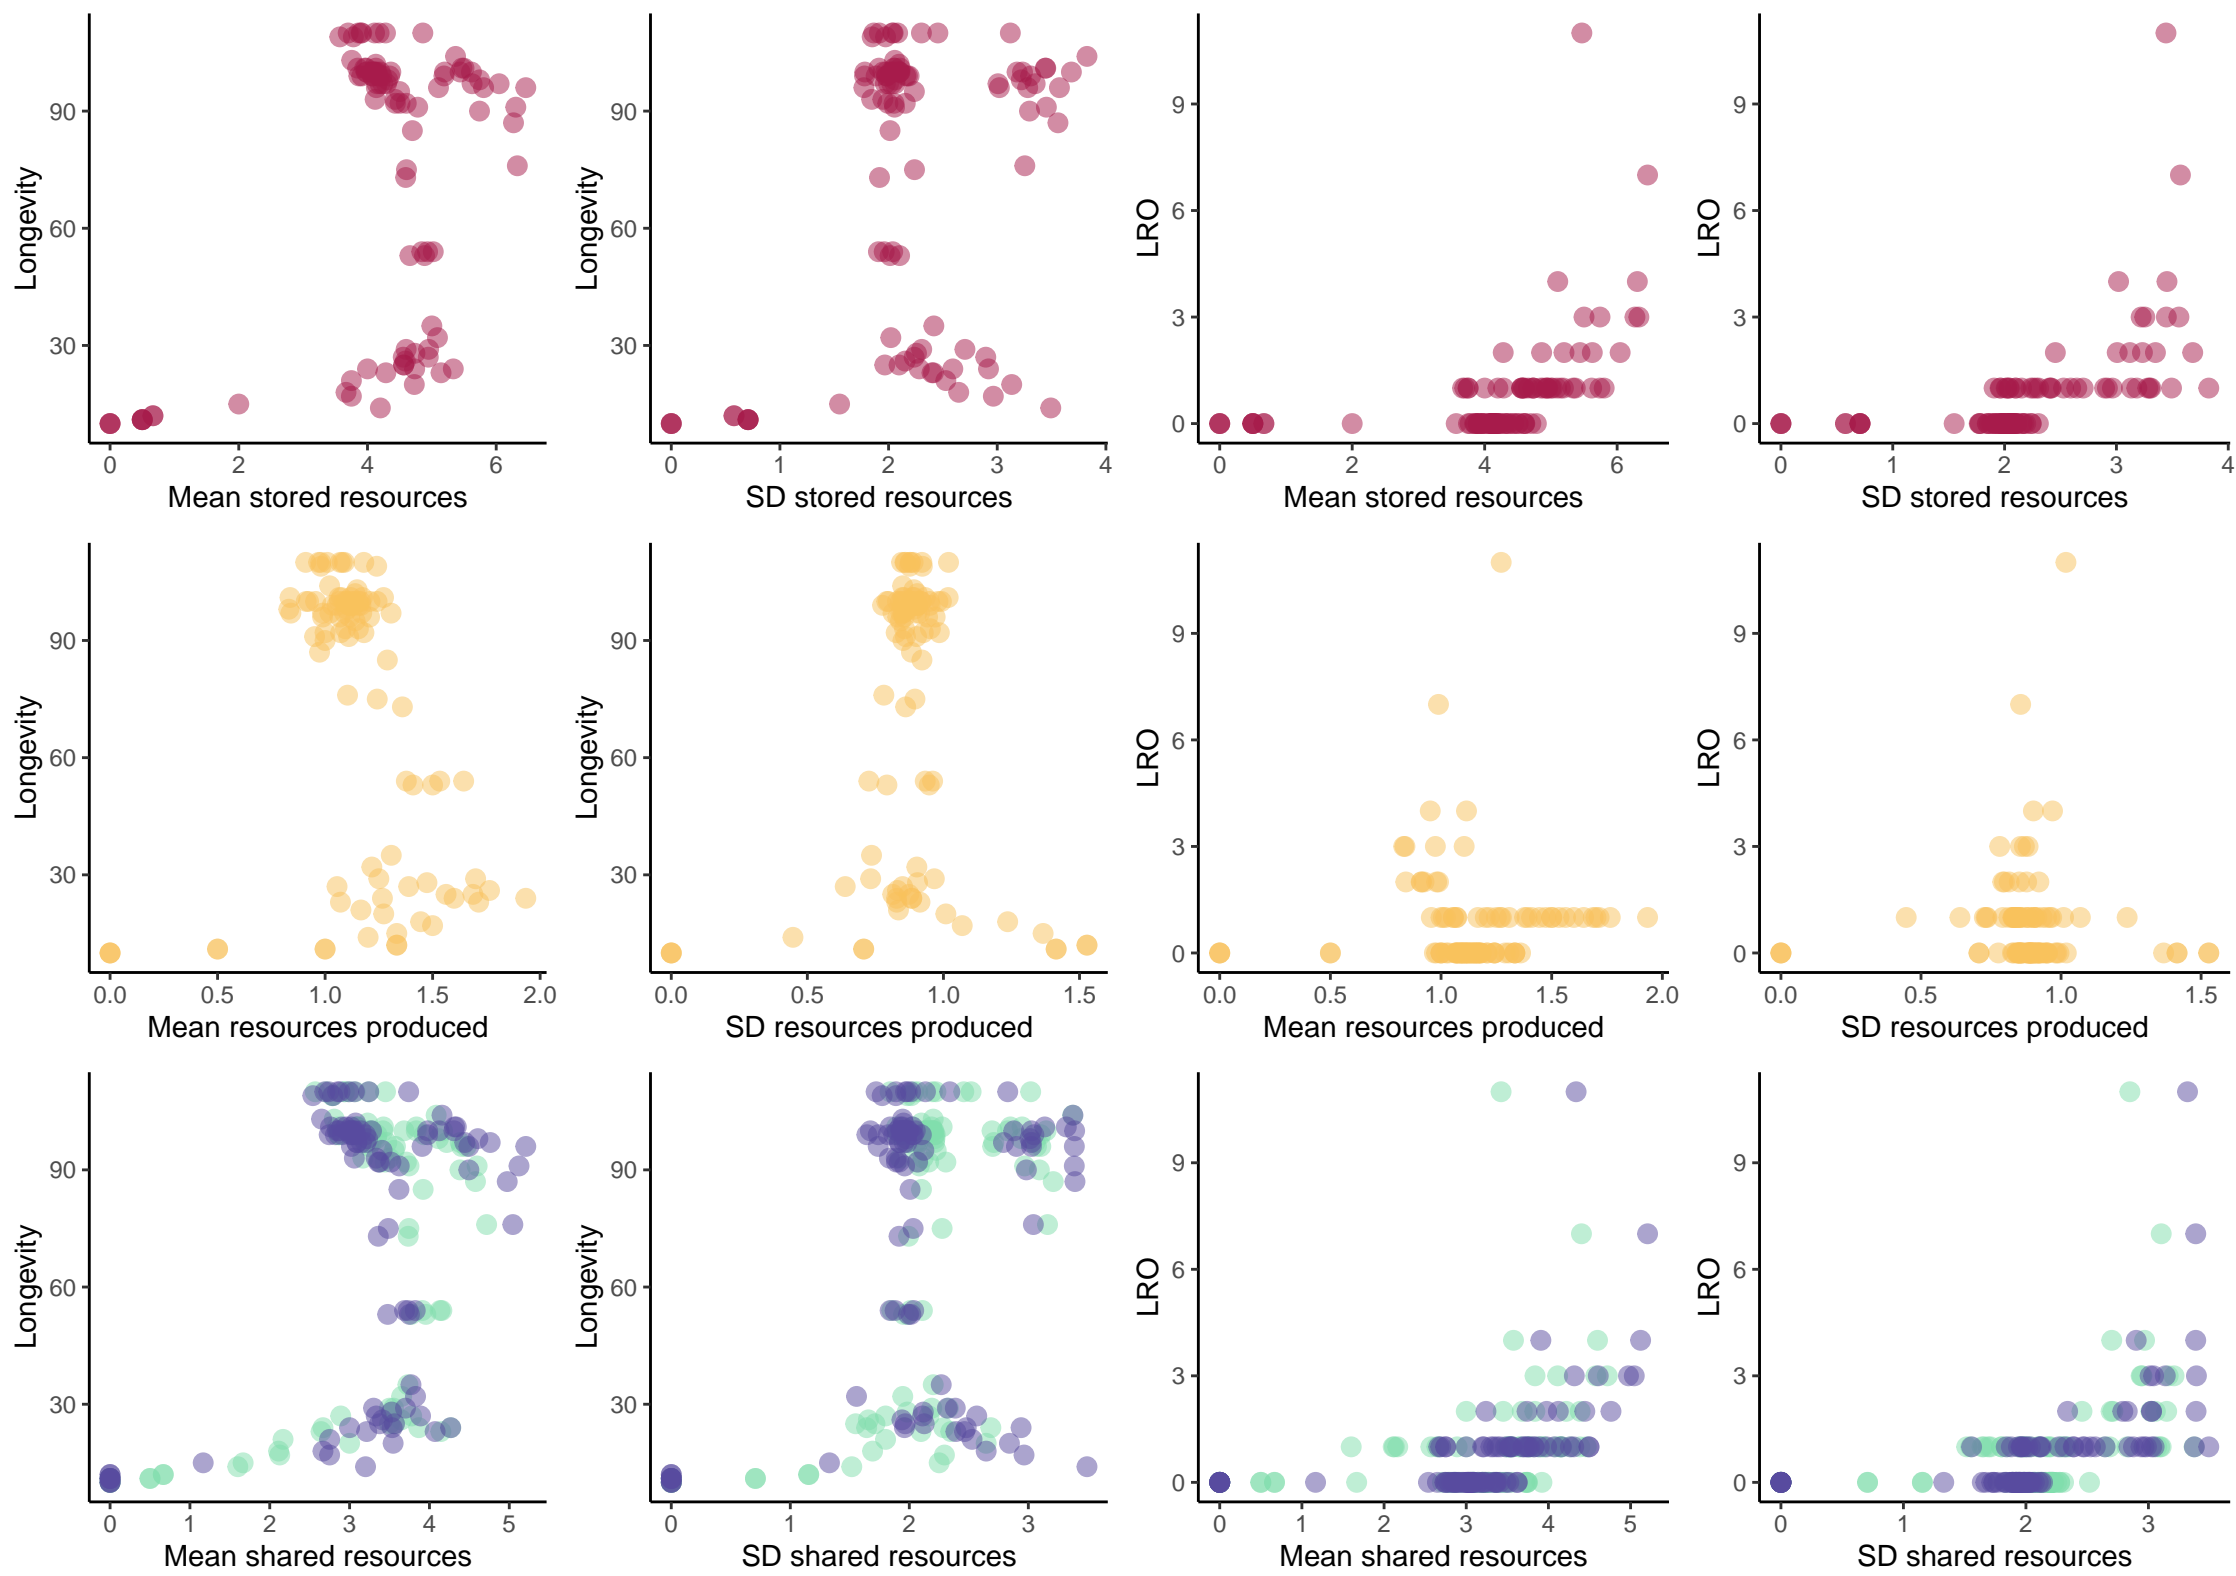 Longevity
90
60
30
0 2 4 6
Mean stored resources
Longevity
90
60
30
0 1 2 3 4
SD stored resources
LRO
9
6
3
0
0 2 4 6
Mean stored resources
LRO
9
6
3
0
0 1 2 3 4
SD stored resources
Longevity
90
60
30
0.0 0.5 1.0 1.5 2.0
Mean resources produced
Longevity
90
60
30
0.0 0.5 1.0 1.5
SD resources produced
LRO
9
6
3
0
0.0 0.5 1.0 1.5 2.0
Mean resources produced
LRO
9
6
3
0
0.0 0.5 1.0 1.5
SD resources produced
Longevity
90
60
30
0 1 2 3 4 5
Mean shared resources
Longevity
90
60
30
0 1 2 3
SD shared resources
LRO
9
6
3
0
0 1 2 3 4 5
Mean shared resources
LRO
9
6
3
0
0 1 2 3
SD shared resources